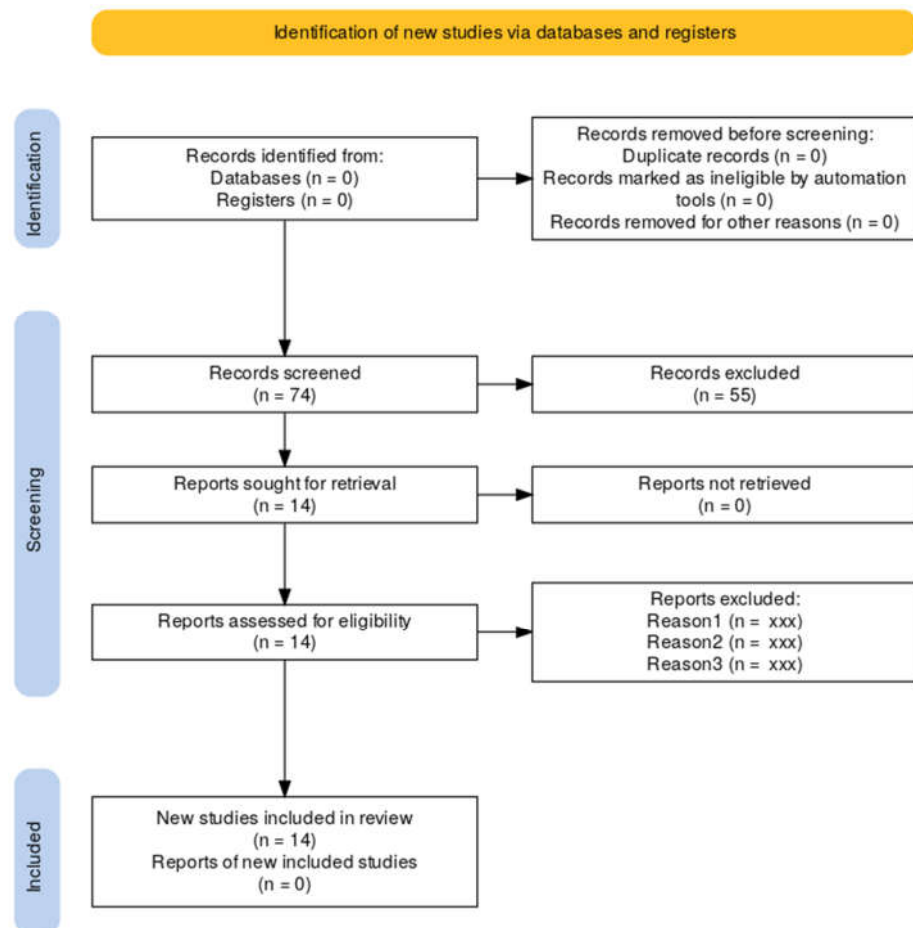 Identification of new studies via databases and registers
Identification
Records identified from:
Databases (n = 0)
Registers (n = 0)
Records removed before screening:
Duplicate records (n = 0)
Records marked as ineligible by automation
tools (n = 0)
Records removed for other reasons (n = 0)
Screening
Records screened
(n = 74)
Records excluded
(n = 55)
Reports sought for retrieval
(n = 14)
Reports not retrieved
(n = 0)
Reports assessed for eligibility
(n = 14)
Reports excluded:
Reason1 (n = xxx)
Reason2 (n = xxx)
Reason3 (n = xxx)
Included
New studies included in review
(n = 14)
Reports of new included studies
(n = 0)